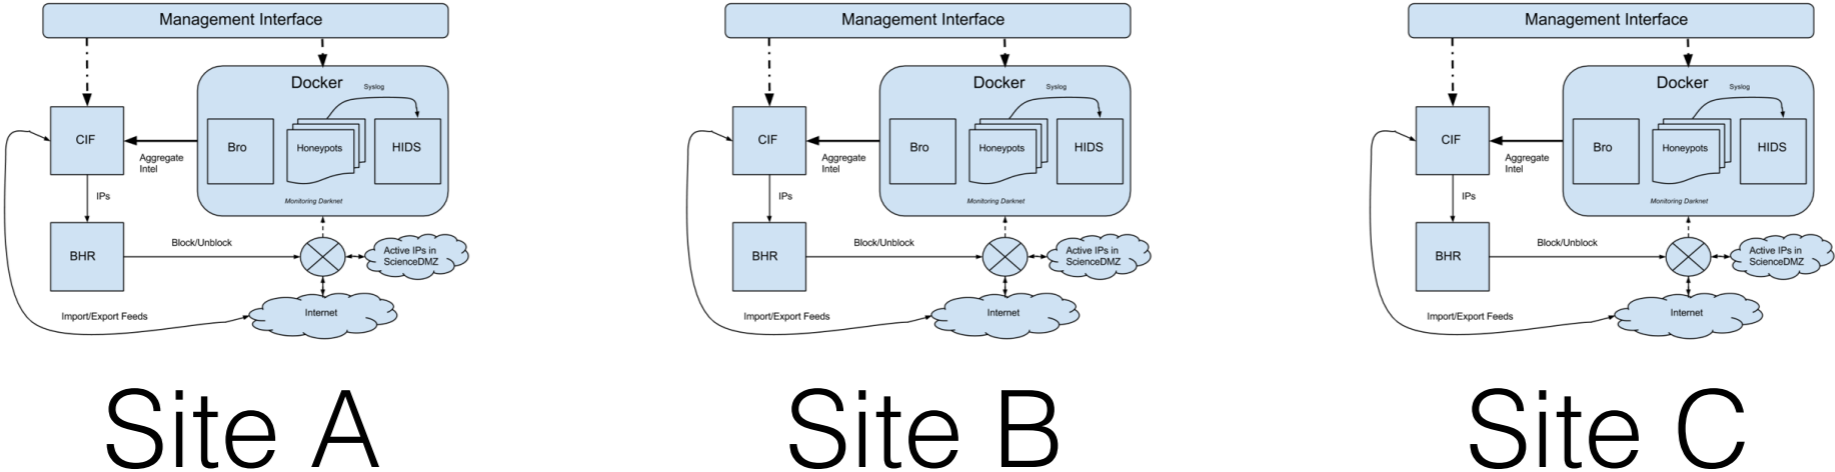 Management Interface
Docker
Syslog
CIF
Bro
Honeypots
HIDS
Aggregate
Intel
IPs
Monitoring Darknet
BHR
Block/Unblock
Active IPs in
ScienceDMZ
Import/Export Feeds
Internet
Site A
Management Interface
Docker
Syslog
CIF
Bro
Honeypots
HIDS
Aggregate
Intel
IPs
Monitoring Darknet
BHR
Block/Unblock
Active IPs in
ScienceDMZ
Import/Export Feeds
Internet
Site B
Management Interface
Docker
Syslog
CIF
Bro
Honeypots
HIDS
Aggregate
Intel
IPs
Monitoring Darknet
BHR
Block/Unblock
Active IPs in
ScienceDMZ
Import/Export Feeds
Internet
Site C